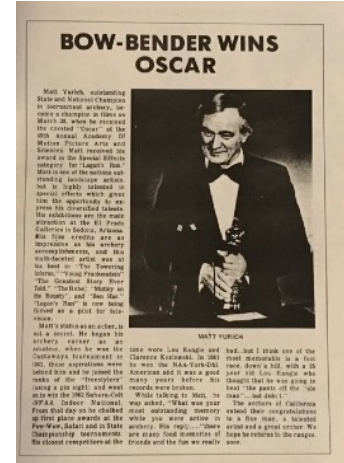 BOW-BENDER WINS
OSCAR
Matt Yurich, outstanding
State and National Champion
in tournament archery, be-
came a champion in films on
March 28, when he received
the coveted "Oscar" at the
49th Annual Academy Of
Motion Picture Arts and
Sciences. Matt received his
award in the Special Effects
category for "Logan's Run."
Matt is one of the nations out-
standing landscape artists,
but is highly talented in
special effects which give
him the opportunity to ex-
press his diversified talents.
His exhibitions are the main
attraction at the El Prado
Galleries in Sedona, Arizona.
His film credits are as
impressive as his archery
accomplishments, and this
multi-faceted artist was at
his best in "The Towering
Inferno," "Young Frankenstein"
"The Greatest Story Ever
Told," "The Robe," "Mutiny on
the Bounty", and "Ben Hur."
"Logan's Run" is now being
filmed as a pilot for tele-
vision.
Matt's status as an archer, is
not a secret. He began his
archery career as an
amateur, when he was the
Castaways tournament in
1962, those aspirations were
behind him and he joined the
ranks of the "freestylers"
(using a pin sight) and went
on to win the 1962 Sahara-Colt
NFAA Indoor National.
From that day on he chalked
up first place awards at the
Pow-Wow, Safari and in State
Championship tournaments.
His closest competitors at the
MATT YURICH
time were Lou Rangle and
Clarence Kozlowski. In 1961
he won the NAA-York-Dbl
American and it was a good
many years before his
records were broken.
While talking to Matt, he
was asked, "What was your
most outstanding memory
while you were active in
archery. His reply;...."there
are many fond memories of
friends and the fun we really
had...but I think one of the
most memorable is a foot
race, down a hill, with a 15
year old Lou Rangle who
thought that he was going to
beat "the pants off the "old
man"...but didn't."
The archers of California
extend their congratulations
to a fine man, a talented
artist and a great archer. We
hope he returns to the ranges.
soon.